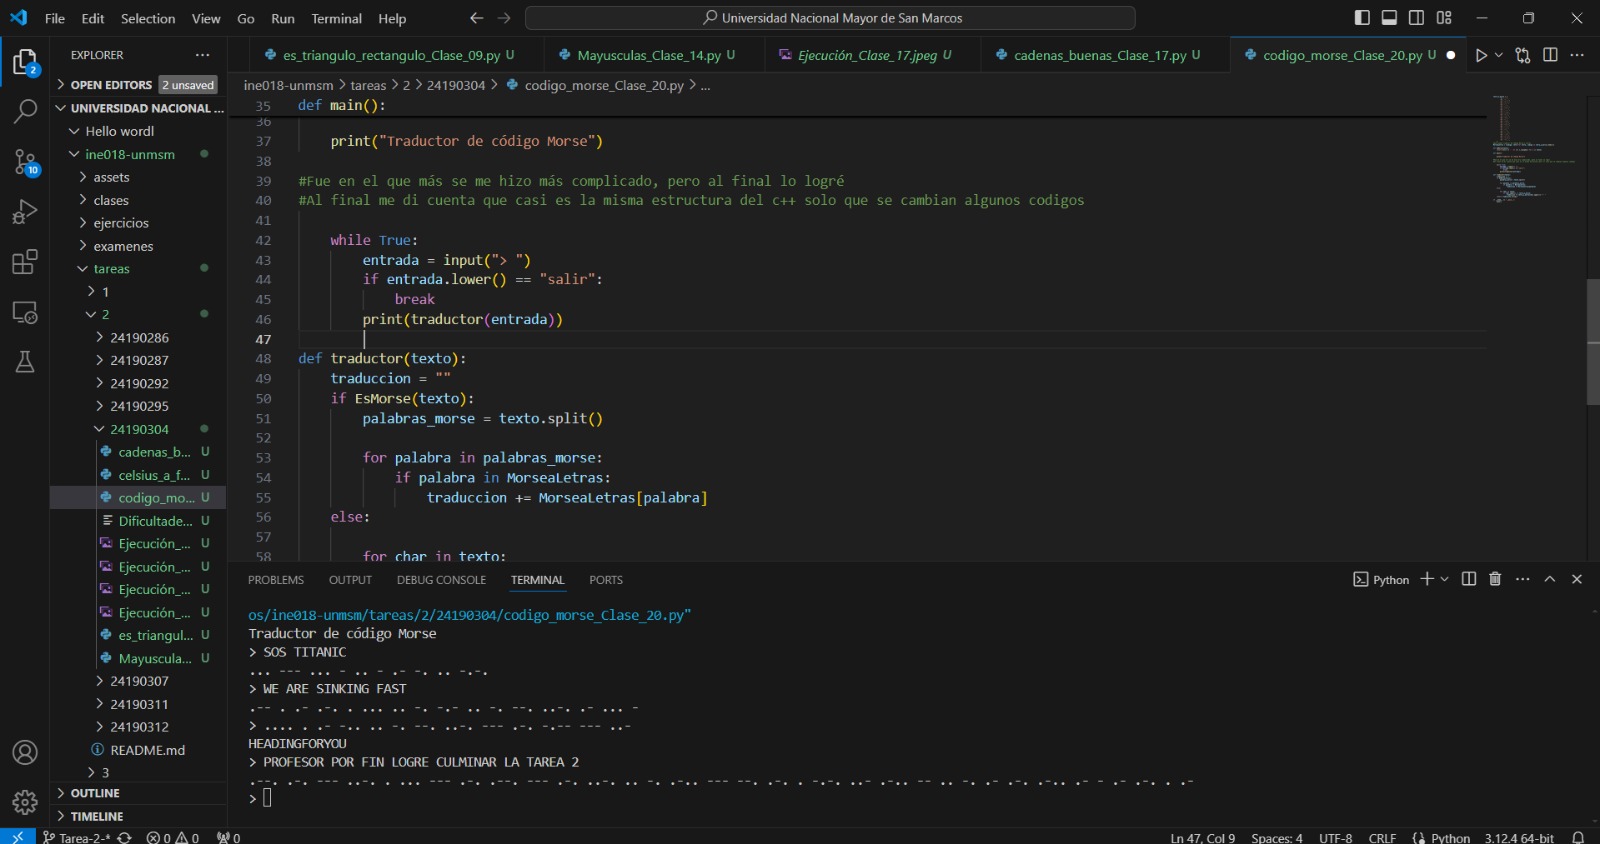 File Edit Selection View Go Run Terminal Help
Universidad Nacional Mayor de San Marcos
EXPLORER
es_triangulo_rectangulo_Clase_09.py U
Mayusculas_Clase_14.py U
Ejecución_Clase_17.jpeg U
cadenas_buenas_Clase_17.py U
codigo_morse_Clase_20.py U
OPEN EDITORS 2 unsaved
UNIVERSIDAD NACIONAL ...
Hello wordl
ine018-unmsm
assets
clases
ejercicios
examenes
tareas
1
2
24190286
24190287
24190292
24190295
24190304
cadenas_b... U
celsius_a_f... U
codigo_mo... U
Dificultade... U
Ejecución_... U
Ejecución_... U
Ejecución_... U
Ejecución_... U
es_triangul... U
Mayuscula... U
24190307
24190311
24190312
README.md
3
OUTLINE
TIMELINE
2
10
ine018-unmsm > tareas > 2 > 24190304 > codigo_morse_Clase_20.py > ...
35 def main():
36
37 print("Traductor de código Morse")
38
39 #Fue en el que más se me hizo más complicado, pero al final lo logré
40 #Al final me di cuenta que casi es la misma estructura del c++ solo que se cambian algunos codigos
41
42 while True:
43 entrada = input("> ")
44 if entrada.lower() == "salir":
45 break
46 print(traductor(entrada))
47
48 def traductor(texto):
49 traduccion = ""
50 if EsMorse(texto):
51 palabras_morse = texto.split()
52
53 for palabra in palabras_morse:
54 if palabra in MorseaLetras:
55 traduccion += MorseaLetras[palabra]
56 else:
57
58 for char in texto:
PROBLEMS OUTPUT DEBUG CONSOLE TERMINAL PORTS
Python
os/ine018-unmsm/tareas/2/24190304/codigo_morse_Clase_20.py"
Traductor de código Morse
> SOS TITANIC
... --- ... - .. - .- -. .. -.-.
> WE ARE SINKING FAST
.-- . .- .-. . ... .. -. -.- .. -. --. ..-. .- ... -
> .... . .- -.. .. -. --. ..-. --- .-. -.-- --- ..-
HEADINGFORYOU
> PROFESOR POR FIN LOGRE CULMINAR LA TAREA 2
.--. .-. --- ..-. . ... --- .-. .--. --- .-. ..-. .. -. .-.. --- --. .-. . -.-. ..- .-.. -- .. -. .- .-. .-.. .- - .- .-. . .-
>
Tarea-2-* 0 0 0
Ln 47, Col 9 Spaces: 4 UTF-8 CRLF Python 3.12.4 64-bit